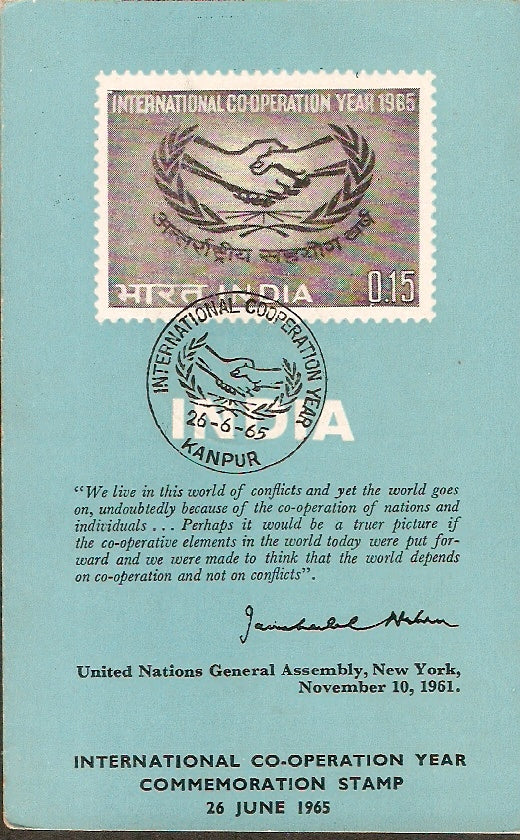 INTERNATIONAL CO-OPERATION YEAR 1965
अन्तर्राष्ट्रीय सहयोग वर्ष
भारत INDIA 0.15
INTERNATIONAL COOPERATION YEAR
26-6-65
KANPUR
INDIA
“We live in this world of conflicts and yet the world goes
on, undoubtedly because of the co-operation of nations and
individuals ... Perhaps it would be a truer picture if
the co-operative elements in the world today were put for-
ward and we were made to think that the world depends
on co-operation and not on conflicts”.
Jawaharlal Nehru
United Nations General Assembly, New York,
November 10, 1961.
INTERNATIONAL CO-OPERATION YEAR
COMMEMORATION STAMP
26 JUNE 1965